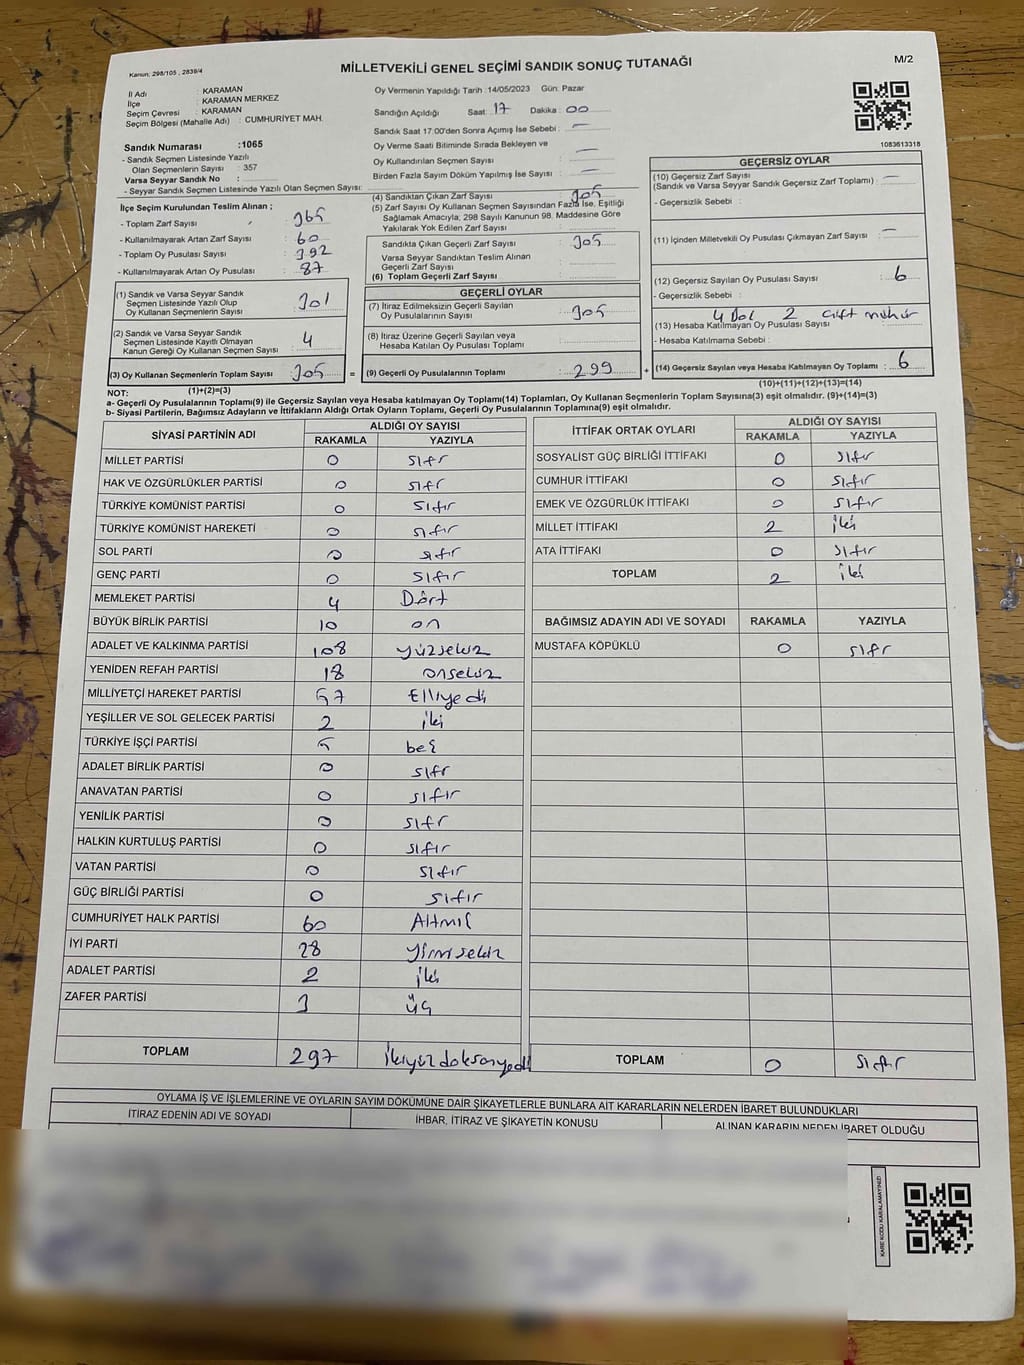 Kanun; 298/105 , 2839/4
MİLLETVEKİLİ GENEL SEÇİMİ SANDIK SONUÇ TUTANAĞI
M/2
İl Adı : KARAMAN
İlçe : KARAMAN MERKEZ
Seçim Çevresi : KARAMAN
Seçim Bölgesi (Mahalle Adı) : CUMHURİYET MAH.
Sandık Numarası :1065
- Sandık Seçmen Listesinde Yazılı
Olan Seçmenlerin Sayısı : 357
Varsa Seyyar Sandık No :
- Seyyar Sandık Seçmen Listesinde Yazılı Olan Seçmen Sayısı:
Oy Vermenin Yapıldığı Tarih :14/05/2023 Gün: Pazar
Sandığın Açıldığı Saat: 17 Dakika : 00
Sandık Saat 17:00'den Sonra Açımış İse Sebebi : —
Oy Verme Saati Bitiminde Sırada Bekleyen ve
Oy Kullandırılan Seçmen Sayısı : —
Birden Fazla Sayım Döküm Yapılmış İse Sayısı : —
1083613318
İlçe Seçim Kurulundan Teslim Alınan ;
- Toplam Zarf Sayısı : 365
- Kullanılmayarak Artan Zarf Sayısı : 60
- Toplam Oy Pusulası Sayısı : 392
- Kullanılmayarak Artan Oy Pusulası : 87
(1) Sandık ve Varsa Seyyar Sandık
Seçmen Listesinde Yazılı Olup
Oy Kullanan Seçmenlerin Sayısı : 301
(2) Sandık ve Varsa Seyyar Sandık
Seçmen Listesinde Kayıtlı Olmayan
Kanun Gereği Oy Kullanan Seçmen Sayısı : 4
(3) Oy Kullanan Seçmenlerin Toplam Sayısı : 305
(4) Sandıktan Çıkan Zarf Sayısı : 305
(5) Zarf Sayısı Oy Kullanan Seçmen Sayısından Fazla İse, Eşitliği
Sağlamak Amacıyla; 298 Sayılı Kanunun 98. Maddesine Göre
Yakılarak Yok Edilen Zarf Sayısı :
Sandıkta Çıkan Geçerli Zarf Sayısı : 305
Varsa Seyyar Sandıktan Teslim Alınan
Geçerli Zarf Sayısı :
(6) Toplam Geçerli Zarf Sayısı :
GEÇERLİ OYLAR
(7) İtiraz Edilmeksizin Geçerli Sayılan
Oy Pusulalarının Sayısı : 305
(8) İtiraz Üzerine Geçerli Sayılan veya
Hesaba Katılan Oy Pusulası Toplamı :
= (9) Geçerli Oy Pusulalarının Toplamı : 299
GEÇERSİZ OYLAR
(10) Geçersiz Zarf Sayısı
(Sandık ve Varsa Seyyar Sandık Geçersiz Zarf Toplamı) : —
- Geçersizlik Sebebi :
(11) İçinden Milletvekili Oy Pusulası Çıkmayan Zarf Sayısı : —
(12) Geçersiz Sayılan Oy Pusulası Sayısı : 6
- Geçersizlik Sebebi :
2 Çift mühür
(13) Hesaba Katılmayan Oy Pusulası Sayısı
- Hesaba Katılmama Sebebi :
+ (14) Geçersiz Sayılan veya Hesaba Katılmayan Oy Toplamı : 6
NOT: (1)+(2)=(3)
(10)+(11)+(12)+(13)=(14)
a- Geçerli Oy Pusulalarının Toplamı(9) ile Geçersiz Sayılan veya Hesaba katılmayan Oy Toplamı(14) Toplamları, Oy Kullanan Seçmenlerin Toplam Sayısına(3) eşit olmalıdır. (9)+(14)=(3)
b- Siyasi Partilerin, Bağımsız Adayların ve İttifakların Aldığı Ortak Oyların Toplamı, Geçerli Oy Pusulalarının Toplamına(9) eşit olmalıdır.
SİYASİ PARTİNİN ADI ALDIĞI OY SAYISI
RAKAMLA YAZIYLA
MİLLET PARTİSİ 0 sıfr
HAK VE ÖZGÜRLÜKLER PARTİSİ 0 sıfr
TÜRKİYE KOMÜNİST PARTİSİ 0 sıfır
TÜRKİYE KOMÜNİST HAREKETİ 0 sıfır
SOL PARTİ 0 sıfır
GENÇ PARTİ 0 sıfır
MEMLEKET PARTİSİ 4 Dört
BÜYÜK BİRLİK PARTİSİ 10 on
ADALET VE KALKINMA PARTİSİ 108 yüzsekiz
YENİDEN REFAH PARTİSİ 18 onsekiz
MİLLİYETÇİ HAREKET PARTİSİ 57 Elliyedi
YEŞİLLER VE SOL GELECEK PARTİSİ 2 iki
TÜRKİYE İŞÇİ PARTİSİ 5 beş
ADALET BİRLİK PARTİSİ 0 sıfr
ANAVATAN PARTİSİ 0 sıfır
YENİLİK PARTİSİ 0 sıfr
HALKIN KURTULUŞ PARTİSİ 0 sıfır
VATAN PARTİSİ 0 sıfır
GÜÇ BİRLİĞİ PARTİSİ 0 sıfır
CUMHURİYET HALK PARTİSİ 60 Altmış
İYİ PARTİ 28 yirmisekiz
ADALET PARTİSİ 2 iki
ZAFER PARTİSİ 3 üç
TOPLAM 297 ikiyüzdoksanyedi
İTTİFAK ORTAK OYLARI ALDIĞI OY SAYISI
RAKAMLA YAZIYLA
SOSYALİST GÜÇ BİRLİĞİ İTTİFAKI 0 sıfır
CUMHUR İTTİFAKI 0 sıfır
EMEK VE ÖZGÜRLÜK İTTİFAKI 0 sıfır
MİLLET İTTİFAKI 2 iki
ATA İTTİFAKI 0 sıfır
TOPLAM 2 iki
BAĞIMSIZ ADAYIN ADI VE SOYADI RAKAMLA YAZIYLA
MUSTAFA KÖPÜKLÜ 0 sıfr
TOPLAM 0 sıfır
OYLAMA İŞ VE İŞLEMLERİNE VE OYLARIN SAYIM DÖKÜMÜNE DAİR ŞİKAYETLERLE BUNLARA AİT KARARLARIN NELERDEN İBARET BULUNDUKLARI
İTİRAZ EDENİN ADI VE SOYADI İHBAR, İTİRAZ VE ŞİKAYETİN KONUSU ALINAN KARARIN NEDEN İBARET OLDUĞU
KARE KODU KARALAMAYINIZ!